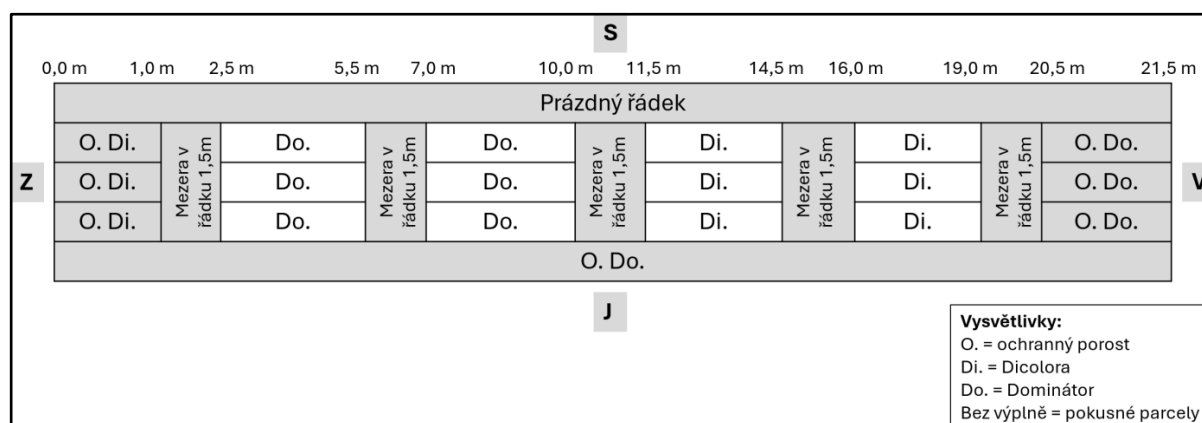 S
0,0 m 1,0 m 2,5 m 5,5 m 7,0 m 10,0 m 11,5 m 14,5 m 16,0 m 19,0 m 20,5 m 21,5 m
Prázdný řádek
O. Di. Do. Do. Di. Di. O. Do.
Z O. Di. Mezera v řádku 1,5m Do. Mezera v řádku 1,5m Do. Mezera v řádku 1,5m Di. Mezera v řádku 1,5m Di. Mezera v řádku 1,5m O. Do. V
O. Di. Do. Do. Di. Di. O. Do.
O. Do.
J
Vysvětlivky:
O. = ochranný porost
Di. = Dicolora
Do. = Dominátor
Bez výplně = pokusné parcely